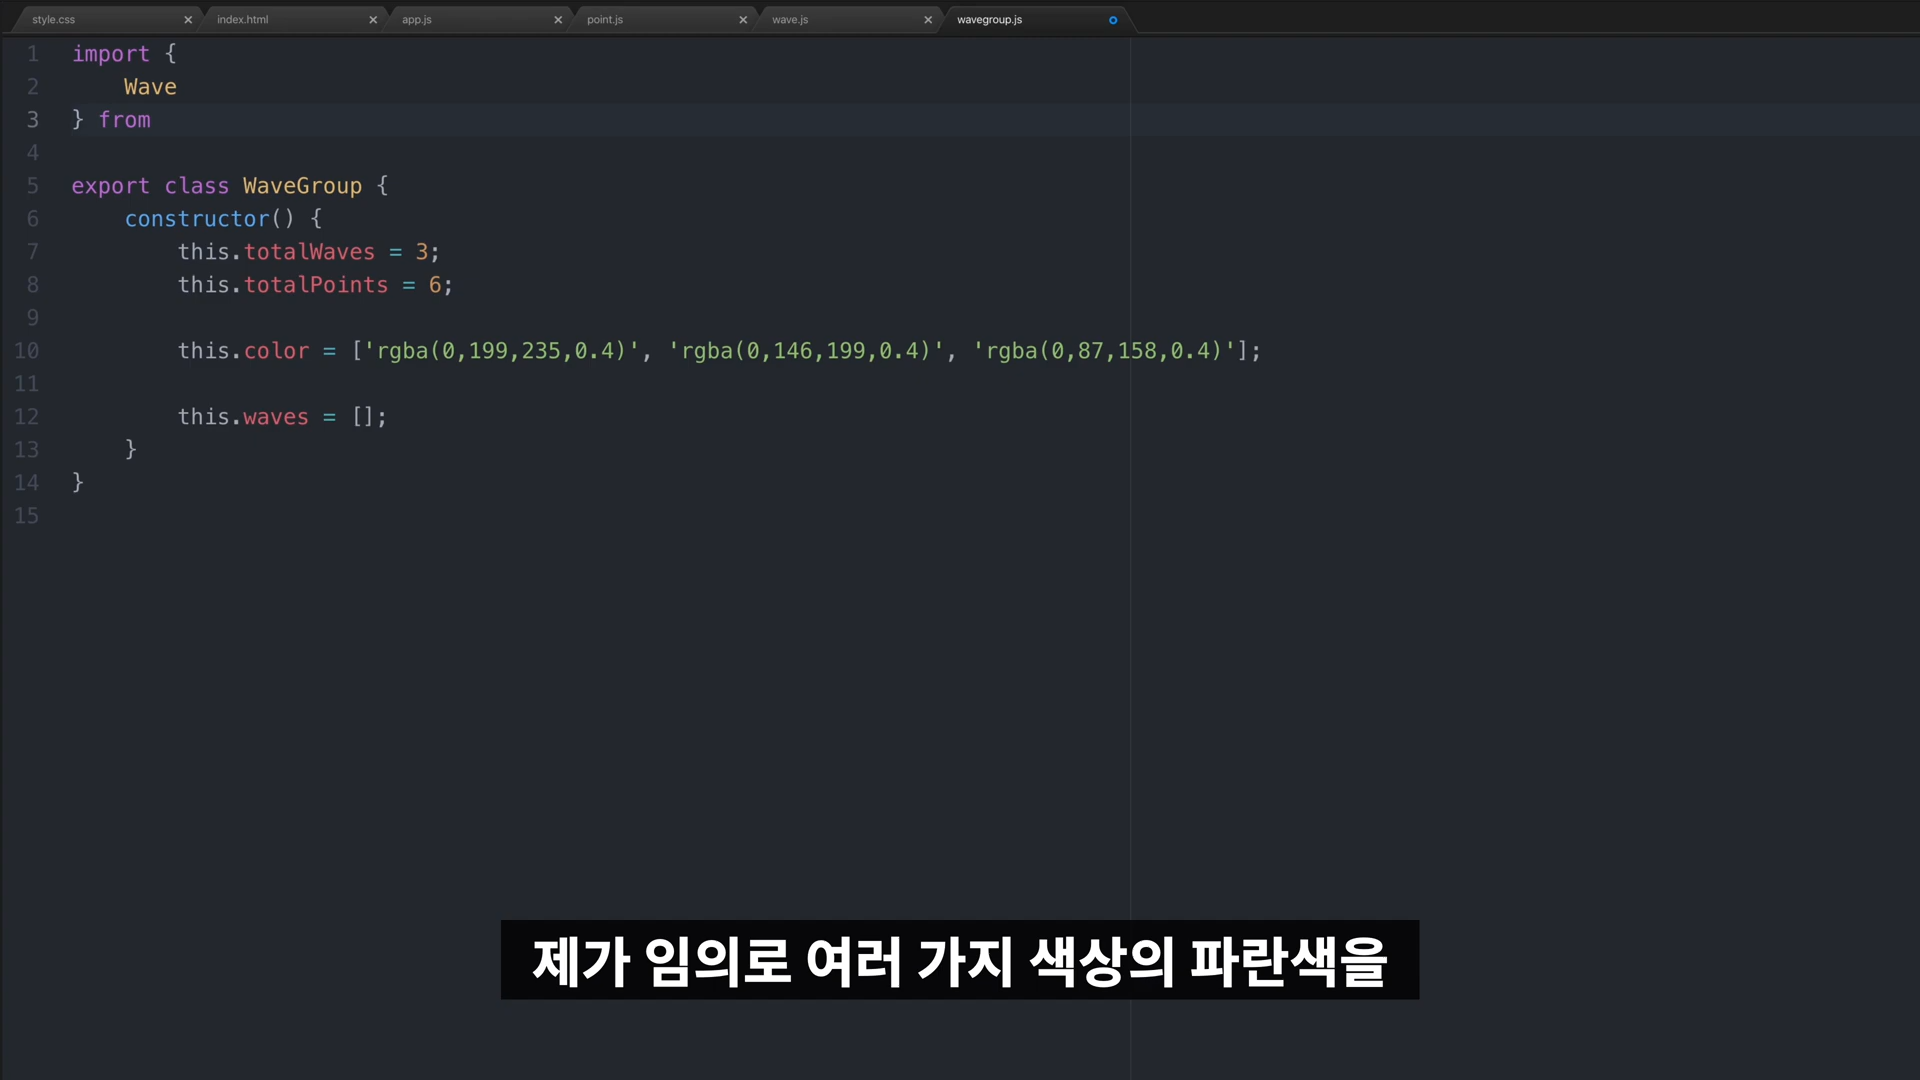 style.css index.html app.js point.js wave.js wavegroup.js
1 import {
2     Wave
3 } from
4
5 export class WaveGroup {
6     constructor() {
7         this.totalWaves = 3;
8         this.totalPoints = 6;
9
10         this.color = ['rgba(0,199,235,0.4)', 'rgba(0,146,199,0.4)', 'rgba(0,87,158,0.4)'];
11
12         this.waves = [];
13     }
14 }
15
제가 임의로 여러 가지 색상의 파란색을